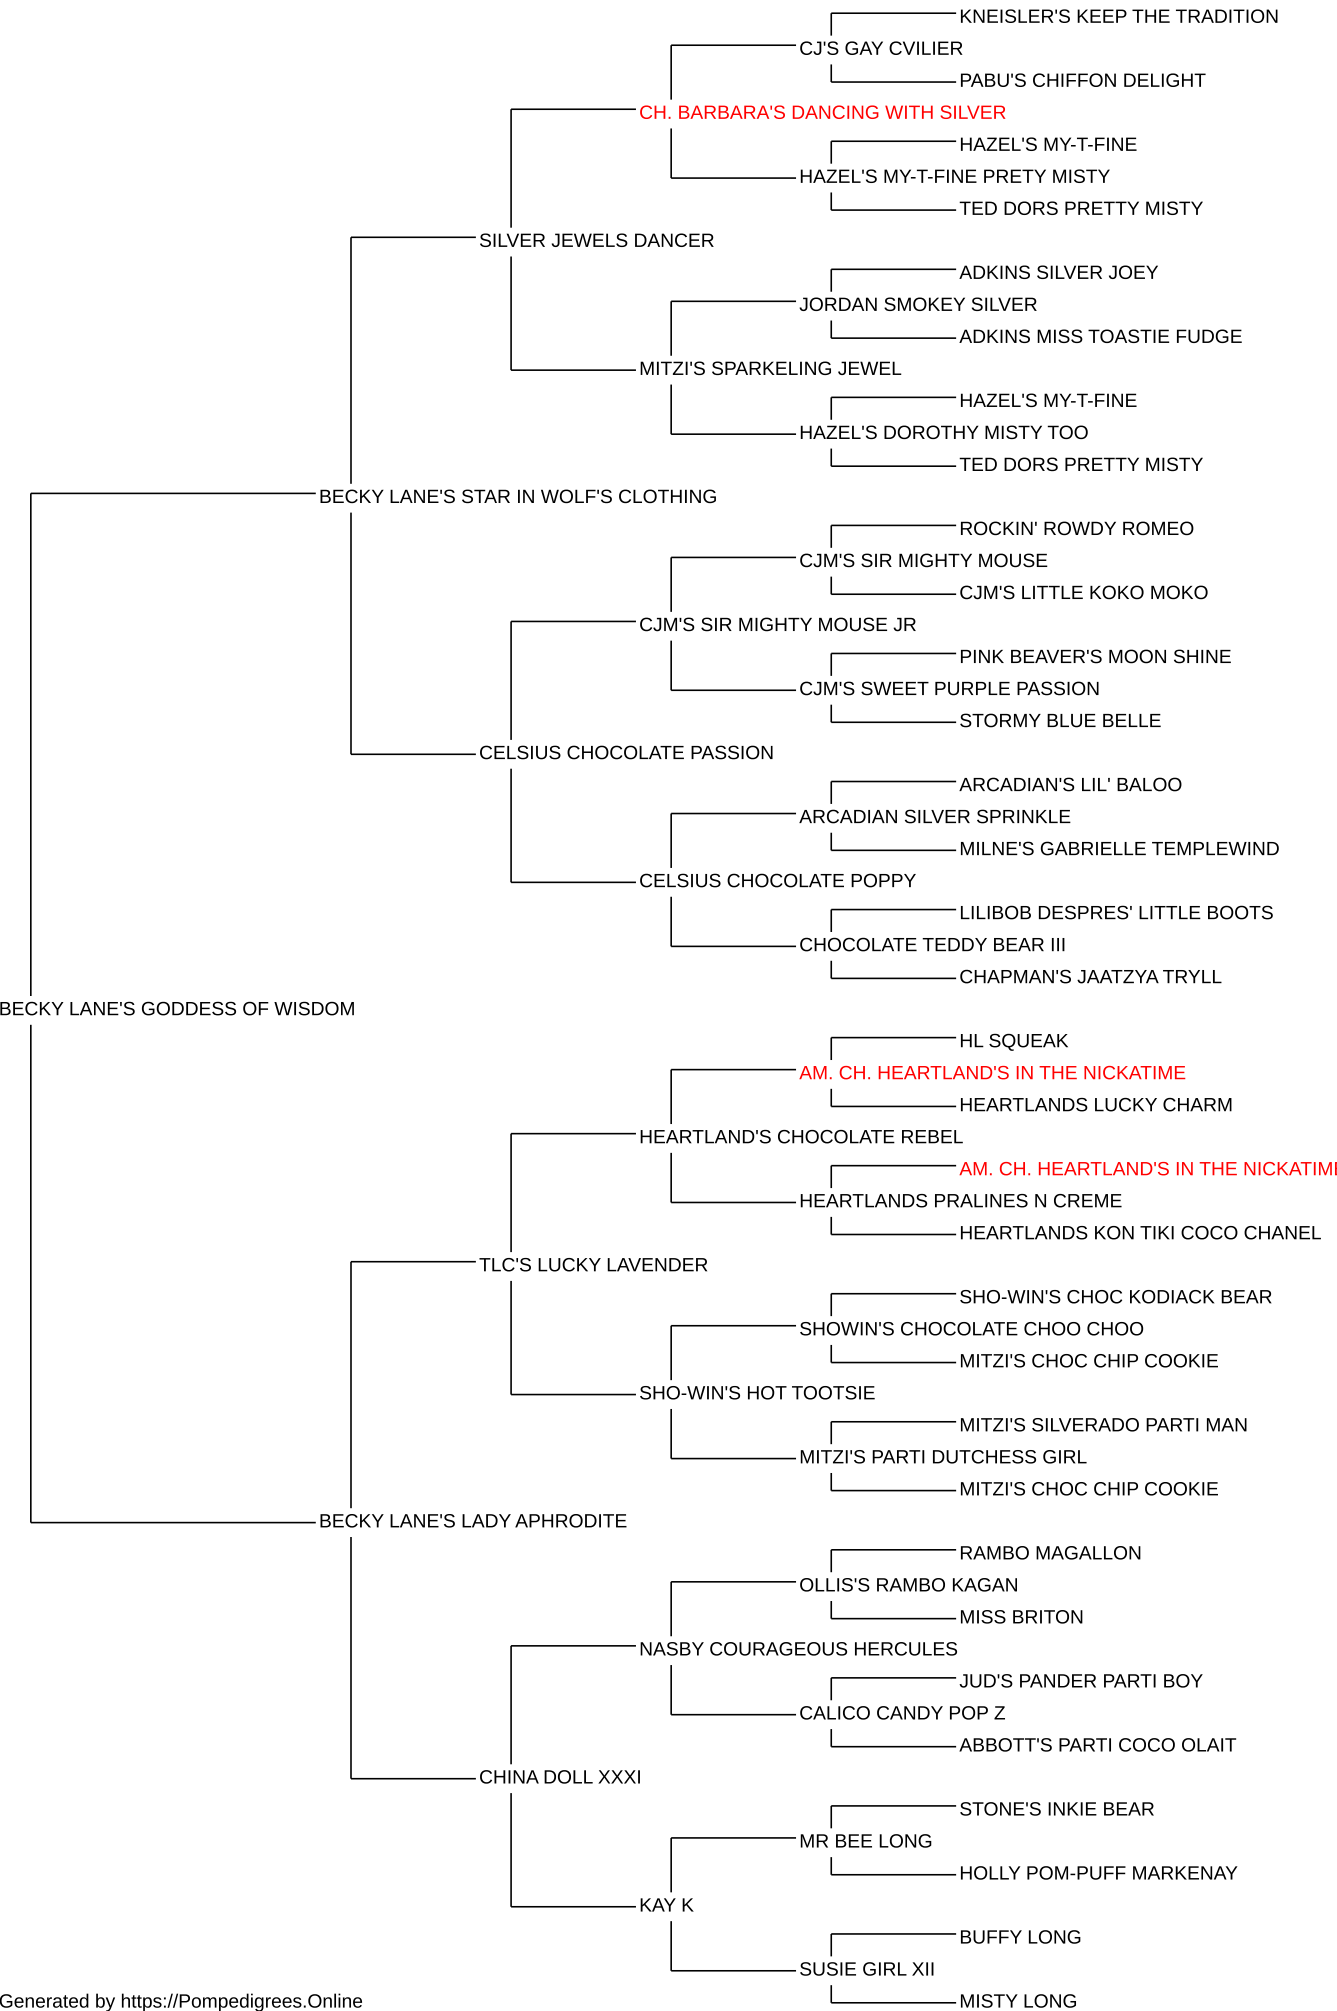 KNEISLER'S KEEP THE TRADITION
CJ'S GAY CVILIER
PABU'S CHIFFON DELIGHT
CH. BARBARA'S DANCING WITH SILVER
HAZEL'S MY-T-FINE
HAZEL'S MY-T-FINE PRETY MISTY
TED DORS PRETTY MISTY
SILVER JEWELS DANCER
ADKINS SILVER JOEY
JORDAN SMOKEY SILVER
ADKINS MISS TOASTIE FUDGE
MITZI'S SPARKELING JEWEL
HAZEL'S MY-T-FINE
HAZEL'S DOROTHY MISTY TOO
TED DORS PRETTY MISTY
BECKY LANE'S STAR IN WOLF'S CLOTHING
ROCKIN' ROWDY ROMEO
CJM'S SIR MIGHTY MOUSE
CJM'S LITTLE KOKO MOKO
CJM'S SIR MIGHTY MOUSE JR
PINK BEAVER'S MOON SHINE
CJM'S SWEET PURPLE PASSION
STORMY BLUE BELLE
CELSIUS CHOCOLATE PASSION
ARCADIAN'S LIL' BALOO
ARCADIAN SILVER SPRINKLE
MILNE'S GABRIELLE TEMPLEWIND
CELSIUS CHOCOLATE POPPY
LILIBOB DESPRES' LITTLE BOOTS
CHOCOLATE TEDDY BEAR III
CHAPMAN'S JAATZYA TRYLL
BECKY LANE'S GODDESS OF WISDOM
HL SQUEAK
AM. CH. HEARTLAND'S IN THE NICKATIME
HEARTLANDS LUCKY CHARM
HEARTLAND'S CHOCOLATE REBEL
AM. CH. HEARTLAND'S IN THE NICKATIME
HEARTLANDS PRALINES N CREME
HEARTLANDS KON TIKI COCO CHANEL
TLC'S LUCKY LAVENDER
SHO-WIN'S CHOC KODIACK BEAR
SHOWIN'S CHOCOLATE CHOO CHOO
MITZI'S CHOC CHIP COOKIE
SHO-WIN'S HOT TOOTSIE
MITZI'S SILVERADO PARTI MAN
MITZI'S PARTI DUTCHESS GIRL
MITZI'S CHOC CHIP COOKIE
BECKY LANE'S LADY APHRODITE
RAMBO MAGALLON
OLLIS'S RAMBO KAGAN
MISS BRITON
NASBY COURAGEOUS HERCULES
JUD'S PANDER PARTI BOY
CALICO CANDY POP Z
ABBOTT'S PARTI COCO OLAIT
CHINA DOLL XXXI
STONE'S INKIE BEAR
MR BEE LONG
HOLLY POM-PUFF MARKENAY
KAY K
BUFFY LONG
SUSIE GIRL XII
MISTY LONG
Generated by https://Pompedigrees.Online